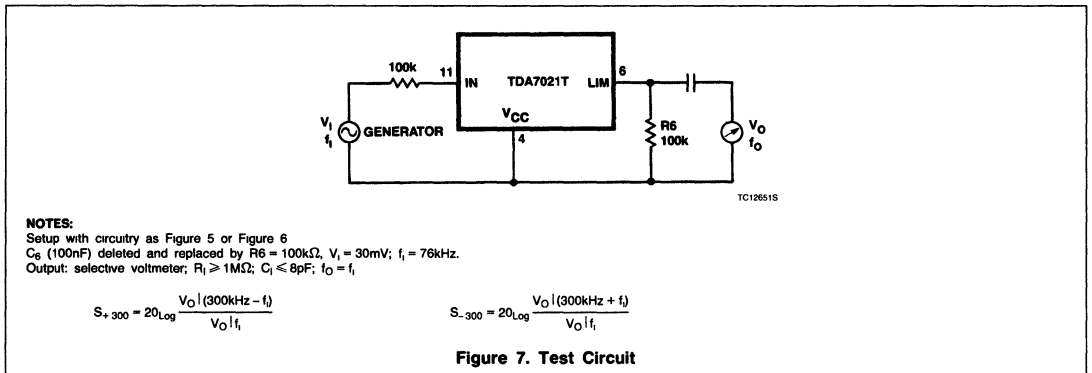 100k
11
IN
TDA7021T
LIM
6
VCC
4
VI
fI
GENERATOR
R6
100k
VO
fO
TC12651S
NOTES:
Setup with circuitry as Figure 5 or Figure 6
C6 (100nF) deleted and replaced by R6 = 100kΩ, VI = 30mV; fI = 76kHz.
Output: selective voltmeter; RI ⩾ 1MΩ; CI ⩽ 8pF; fO = fI
S+300 = 20Log VO|(300kHz − fI) / VO|fI
S−300 = 20Log VO|(300kHz + fI) / VO|fI
Figure 7. Test Circuit